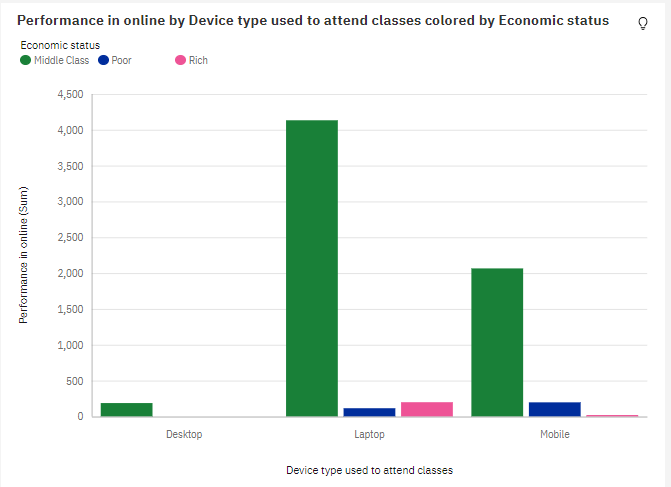 Performance in online by Device type used to attend classes colored by Economic status
Economic status
Middle Class Poor Rich
4,500
4,000
3,500
3,000
2,500
2,000
1,500
1,000
500
0
Performance in online (Sum)
Desktop Laptop Mobile
Device type used to attend classes